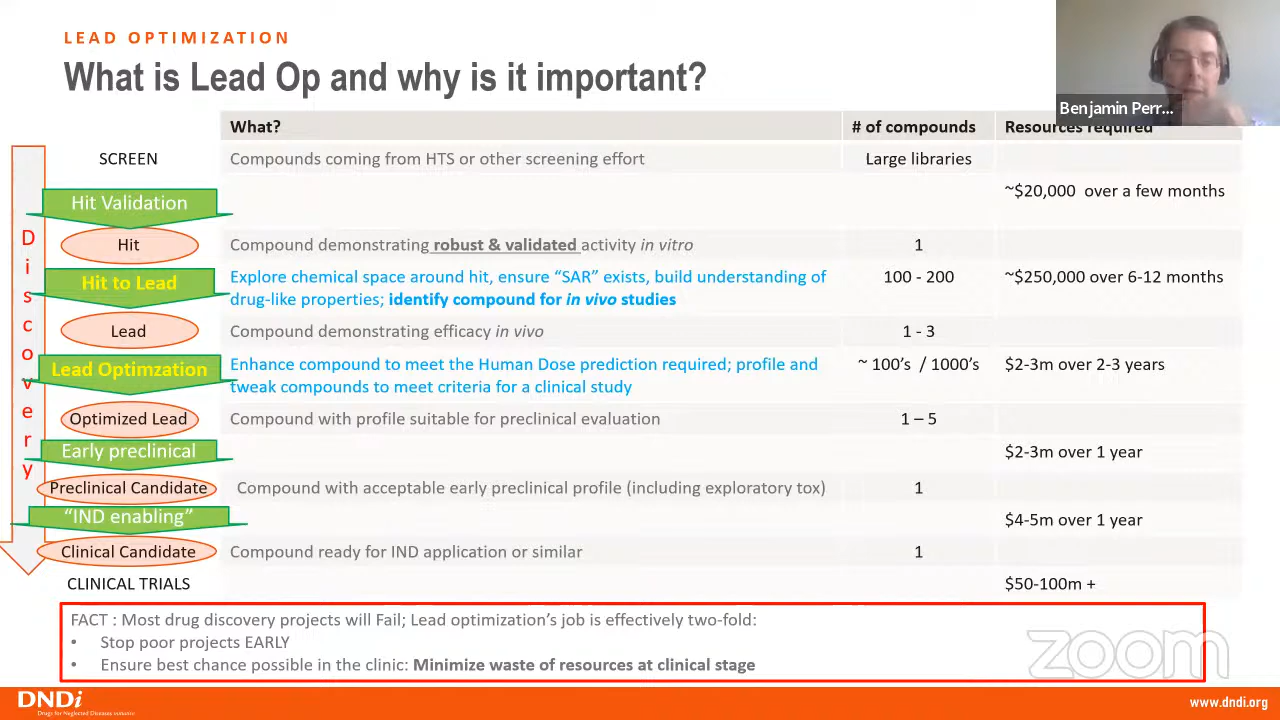 LEAD OPTIMIZATION
What is Lead Op and why is it important?
Benjamin Perr...
What?
# of compounds
Resources required
SCREEN
Compounds coming from HTS or other screening effort
Large libraries
Hit Validation
~$20,000 over a few months
Discovery
Hit
Compound demonstrating robust & validated activity in vitro
1
Hit to Lead
Explore chemical space around hit, ensure “SAR” exists, build understanding of
drug-like properties; identify compound for in vivo studies
100 - 200
~$250,000 over 6-12 months
Lead
Compound demonstrating efficacy in vivo
1 - 3
Lead Optimzation
Enhance compound to meet the Human Dose prediction required; profile and
tweak compounds to meet criteria for a clinical study
~ 100’s / 1000’s
$2-3m over 2-3 years
Optimized Lead
Compound with profile suitable for preclinical evaluation
1 – 5
Early preclinical
$2-3m over 1 year
Preclinical Candidate
Compound with acceptable early preclinical profile (including exploratory tox)
1
“IND enabling”
$4-5m over 1 year
Clinical Candidate
Compound ready for IND application or similar
1
CLINICAL TRIALS
$50-100m +
FACT : Most drug discovery projects will Fail; Lead optimization’s job is effectively two-fold:
• Stop poor projects EARLY
• Ensure best chance possible in the clinic: Minimize waste of resources at clinical stage
zoom
DNDi
Drugs for Neglected Diseases initiative
www.dndi.org